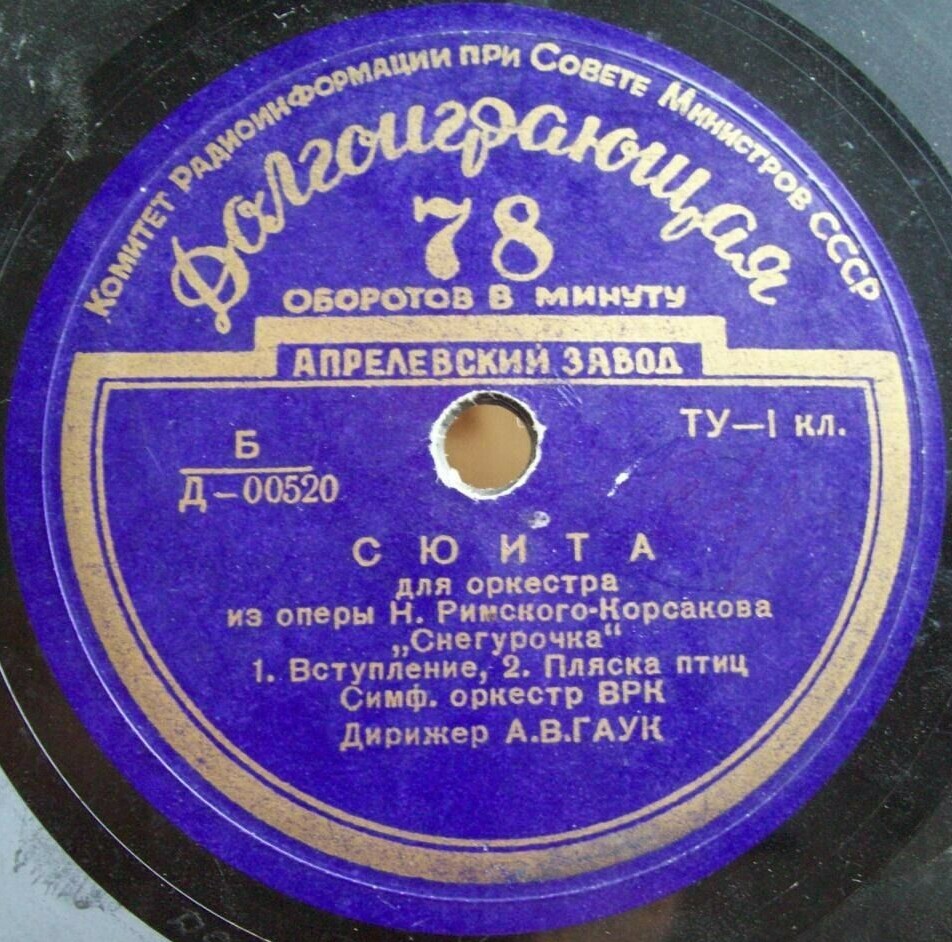 Комитет радиоинформации при Совете Министров СССР
Долгоиграющая
78
оборотов в минуту
Апрелевский завод
ТУ—1 кл.
Б
Д-00520
СЮИТА
для оркестра
из оперы Н. Римского-Корсакова
„Снегурочка“
1. Вступление, 2. Пляска птиц
Симф. оркестр ВРК
Дирижер А.В.ГАУК